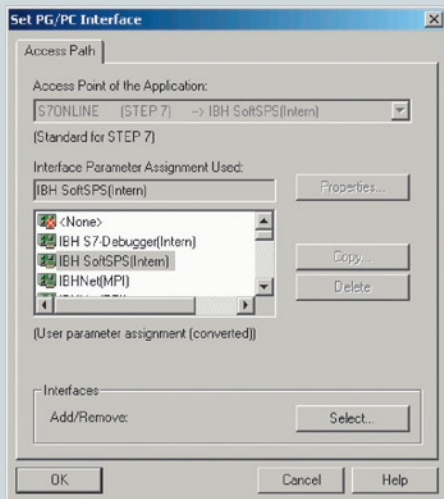 Set PG/PC Interface
Access Path
Access Point of the Application:
S7ONLINE (STEP 7) -> IBH SoftSPS(Intern)
(Standard for STEP 7)
Interface Parameter Assignment Used:
IBH SoftSPS(Intern)
Properties...
<None>
IBH S7-Debugger(Intern)
IBH SoftSPS(Intern)
IBHNet(MPI)
Copy...
Delete
(User parameter assignment (converted))
Interfaces
Add/Remove:
Select...
OK
Cancel
Help